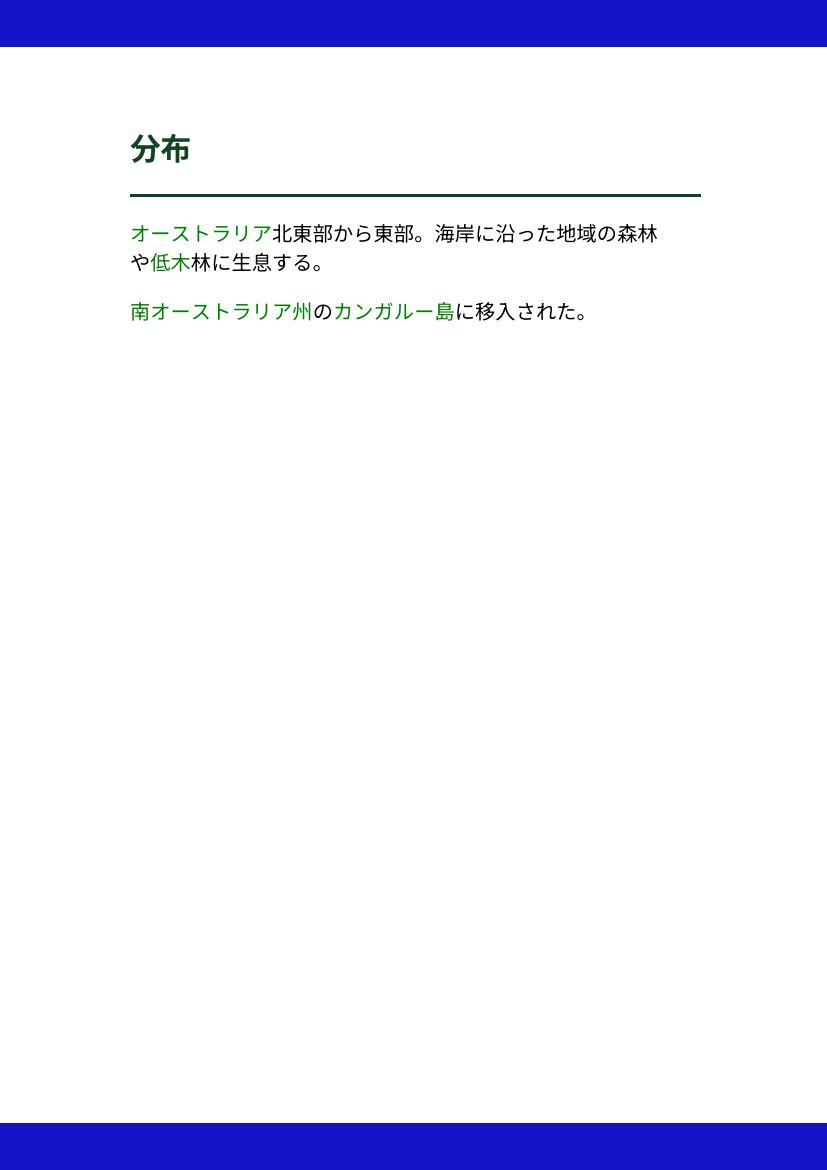 分布
オーストラリア北東部から東部。海岸に沿った地域の森林
や低木林に生息する。
南オーストラリア州のカンガルー島に移入された。